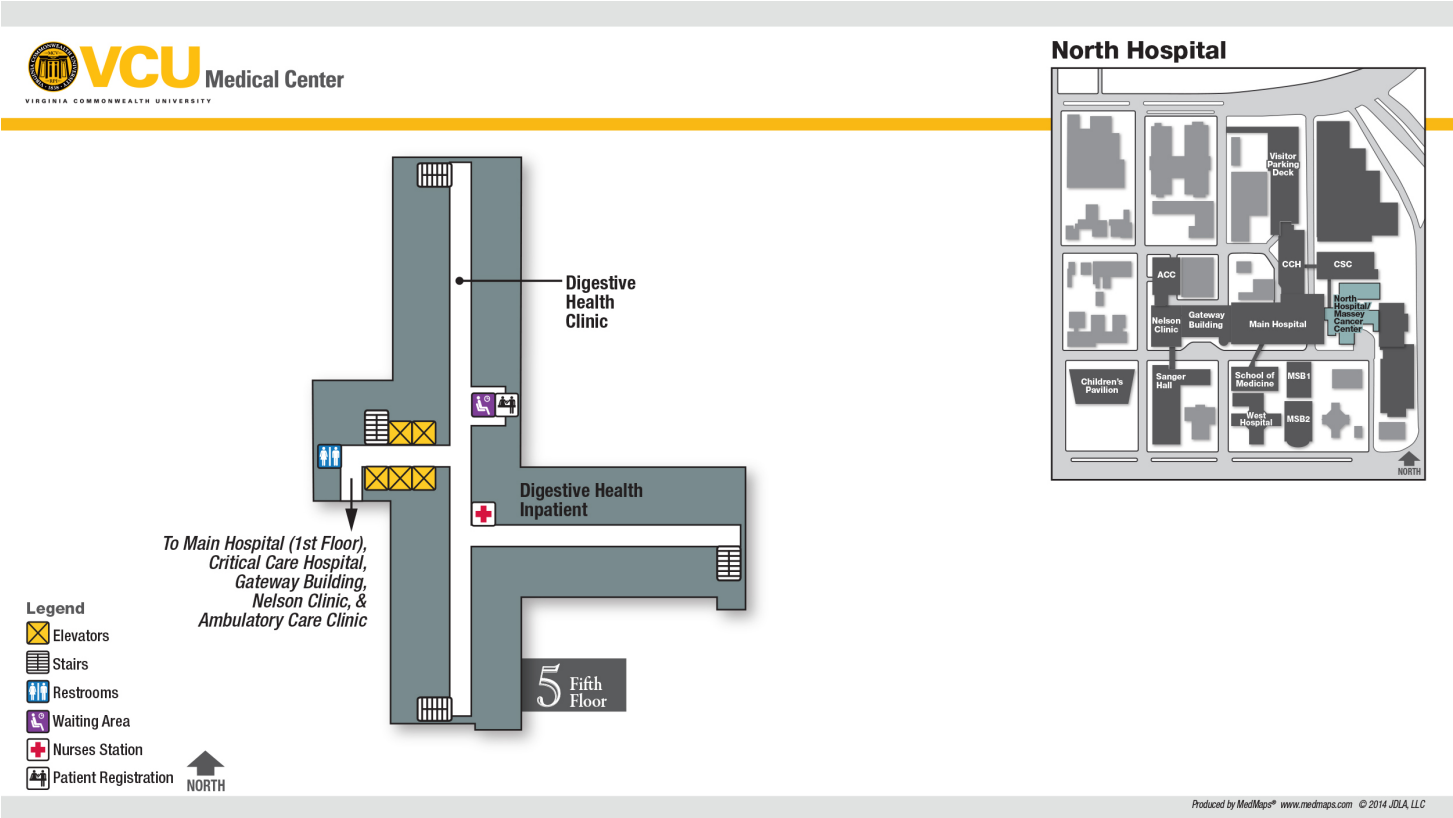 VCU Medical Center
VIRGINIA COMMONWEALTH UNIVERSITY
North Hospital
Visitor
Parking
Deck
ACC
CCH
CSC
Nelson
Clinic
Gateway
Building
Main Hospital
North
Hospital/
Massey
Cancer
Center
Children's
Pavilion
Sanger
Hall
School of
Medicine
MSB1
West
Hospital
MSB2
NORTH
Digestive
Health
Clinic
Digestive Health
Inpatient
To Main Hospital (1st Floor),
Critical Care Hospital,
Gateway Building,
Nelson Clinic, &
Ambulatory Care Clinic
5 Fifth
Floor
Legend
Elevators
Stairs
Restrooms
Waiting Area
Nurses Station
Patient Registration
NORTH
Produced by MedMaps® www.medmaps.com © 2014 JDLA, LLC